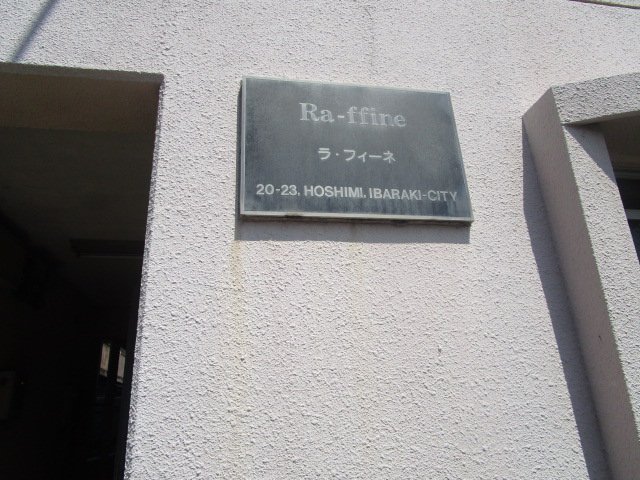 Ra-ffine
ラ・フィーネ
20-23. HOSHIMI. IBARAKI-CITY